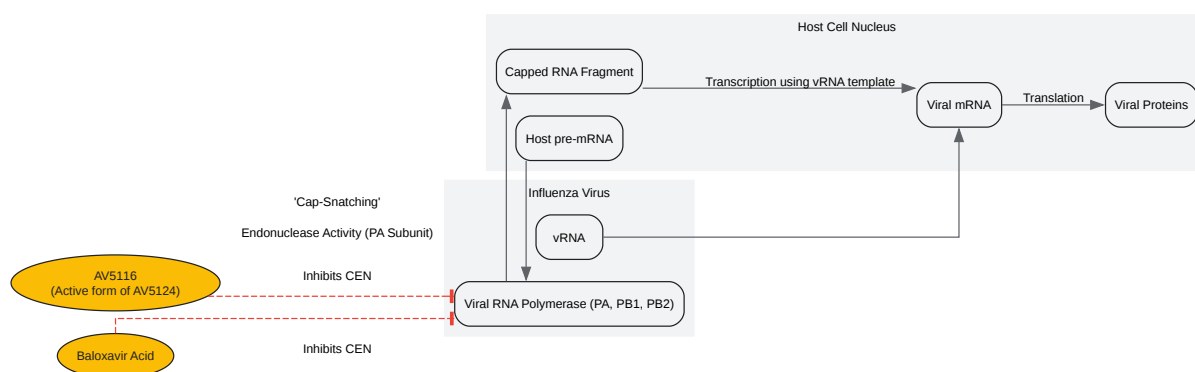 Host Cell Nucleus
Capped RNA Fragment
Transcription using vRNA template
Viral mRNA
Translation
Viral Proteins
Host pre-mRNA
Influenza Virus
'Cap-Snatching'
Endonuclease Activity (PA Subunit)
vRNA
AV5116
(Active form of AV5124)
Inhibits CEN
Viral RNA Polymerase (PA, PB1, PB2)
Baloxavir Acid
Inhibits CEN